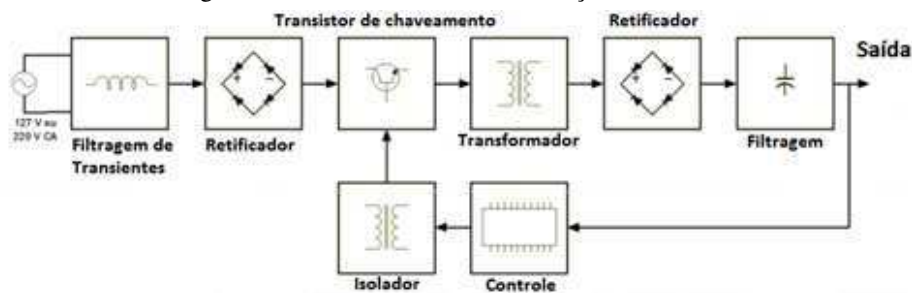 Transistor de chaveamento
Retificador
Saída
127 V ou
220 V CA
Filtragem de
Transientes
Retificador
Transformador
Filtragem
Isolador
Controle